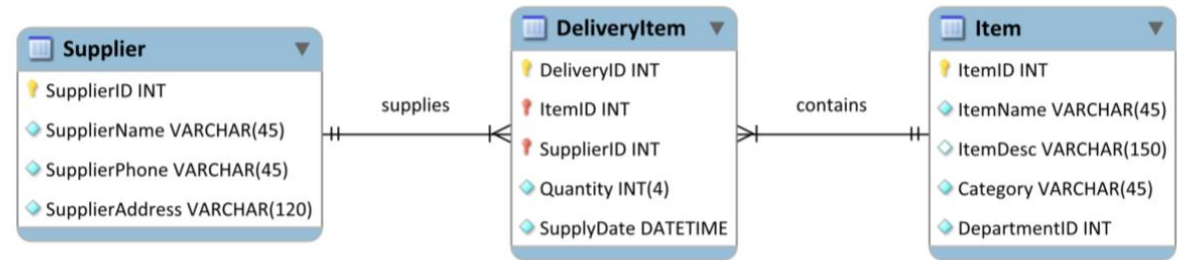 Supplier
SupplierID INT
SupplierName VARCHAR(45)
SupplierPhone VARCHAR(45)
SupplierAddress VARCHAR(120)
supplies
DeliveryItem
DeliveryID INT
ItemID INT
SupplierID INT
Quantity INT(4)
SupplyDate DATETIME
contains
Item
ItemID INT
ItemName VARCHAR(45)
ItemDesc VARCHAR(150)
Category VARCHAR(45)
DepartmentID INT